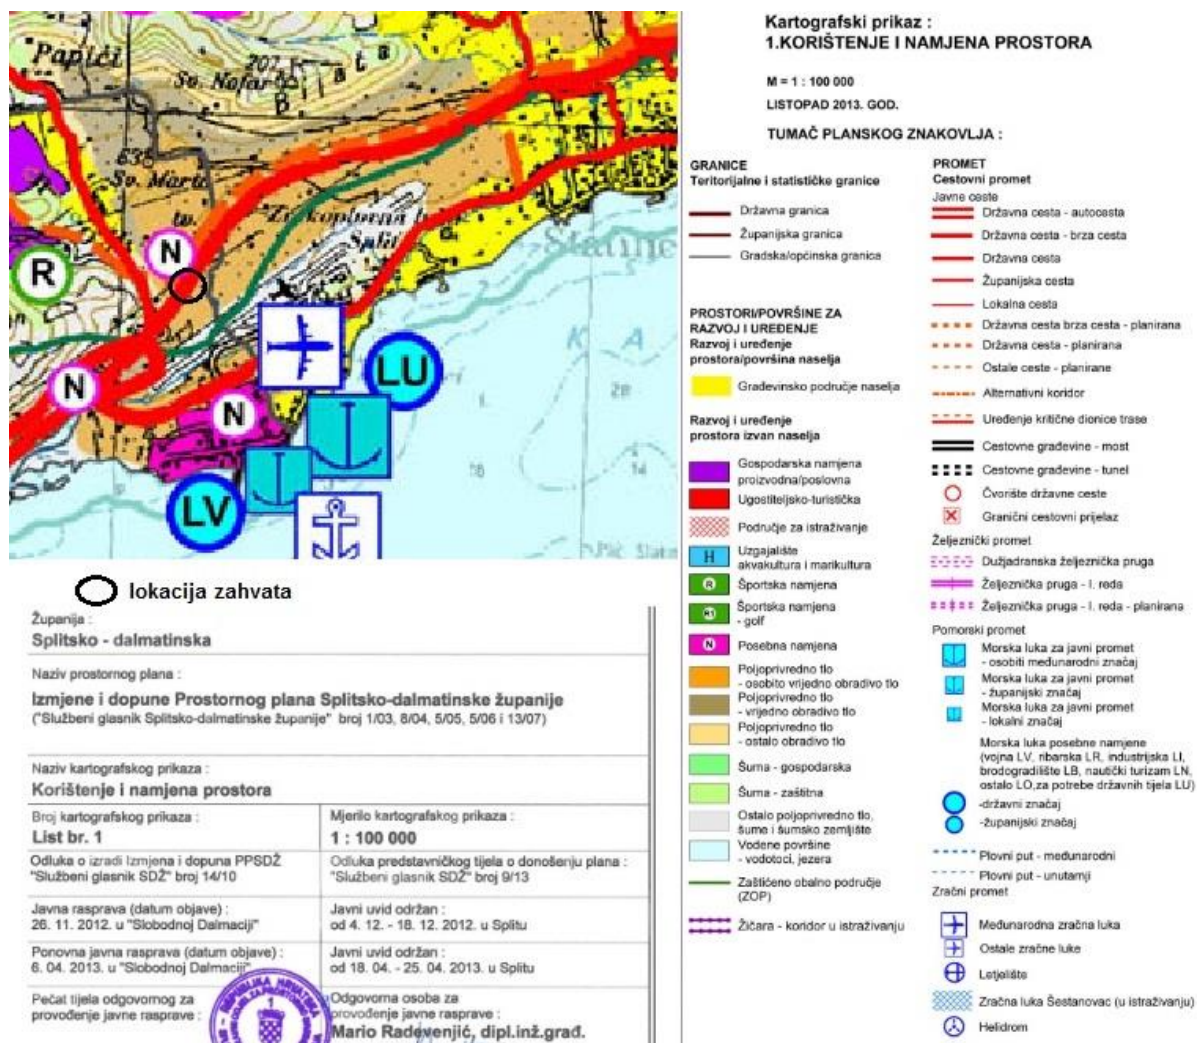 Papići
207
Sv. Nofar
B i a t a
638
Sv. Marta
Zr. koplovna
Split
N
R
N
N
LU
LV
K A
28
18
14
lokacija zahvata
Županija :
Splitsko - dalmatinska
Naziv prostornog plana :
Izmjene i dopune Prostornog plana Splitsko-dalmatinske županije
("Službeni glasnik Splitsko-dalmatinske županije" broj 1/03, 8/04, 5/05, 5/06 i 13/07)
Naziv kartografskog prikaza :
Korištenje i namjena prostora
Broj kartografskog prikaza :
List br. 1
Mjerilo kartografskog prikaza :
1 : 100 000
Odluka o izradi Izmjena i dopuna PPSDŽ
"Službeni glasnik SDŽ" broj 14/10
Odluka predstavničkog tijela o donošenju plana :
"Službeni glasnik SDŽ" broj 9/13
Javna rasprava (datum objave) :
26. 11. 2012. u "Slobodnoj Dalmaciji"
Javni uvid održan :
od 4. 12. - 18. 12. 2012. u Splitu
Ponovna javna rasprava (datum objave) :
6. 04. 2013. u "Slobodnoj Dalmaciji"
Javni uvid održan :
od 18. 04. - 25. 04. 2013. u Splitu
Pečat tijela odgovornog za
provođenje javne rasprave :
REPUBLIKA HRVATSKA
1
Odgovorna osoba za
provođenje javne rasprave :
Mario Radevenjić, dipl.inž.građ.
Kartografski prikaz :
1.KORIŠTENJE I NAMJENA PROSTORA
M = 1 : 100 000
LISTOPAD 2013. GOD.
TUMAČ PLANSKOG ZNAKOVLJA :
GRANICE
Teritorijalne i statističke granice
Državna granica
Županijska granica
Gradska/općinska granica
PROSTORI/POVRŠINE ZA
RAZVOJ I UREĐENJE
Razvoj i uređenje
prostora/površina naselja
Građevinsko područje naselja
Razvoj i uređenje
prostora izvan naselja
Gospodarska namjena
proizvodna/poslovna
Ugostiteljsko-turistička
Područje za istraživanje
H
Uzgajalište
akvakultura i marikultura
R
Športska namjena
R1
Športska namjena
- golf
N
Posebna namjena
Poljoprivredno tlo
- osobito vrijedno obradivo tlo
Poljoprivredno tlo
- vrijedno obradivo tlo
Poljoprivredno tlo
- ostalo obradivo tlo
Šuma - gospodarska
Šuma - zaštitna
Ostalo poljoprivredno tlo,
šume i šumsko zemljište
Vodene površine
- vodotoci, jezera
Zaštićeno obalno područje
(ZOP)
Žičara - koridor u istraživanju
PROMET
Cestovni promet
Javne ceste
Državna cesta - autocesta
Državna cesta - brza cesta
Državna cesta
Županijska cesta
Lokalna cesta
Državna cesta brza cesta - planirana
Državna cesta - planirana
Ostale ceste - planirane
Alternativni koridor
Uređenje kritične dionice trase
Cestovne građevine - most
Cestovne građevine - tunel
Čvorište državne ceste
Granični cestovni prijelaz
Željeznički promet
Dužjadranska željeznička pruga
Željeznička pruga - I. reda
Željeznička pruga - I. reda - planirana
Pomorski promet
Morska luka za javni promet
- osobiti međunarodni značaj
Morska luka za javni promet
- županijski značaj
Morska luka za javni promet
- lokalni značaj
Morska luka posebne namjene
(vojna LV, ribarska LR, industrijska LI,
brodogradilište LB, nautički turizam LN,
ostalo LO,za potrebe državnih tijela LU)
-državni značaj
-županijski značaj
Plovni put - međunarodni
Plovni put - unutarnji
Zračni promet
Međunarodna zračna luka
Ostale zračne luke
Letjelište
Zračna luka Šestanovac (u istraživanju)
Helidrom